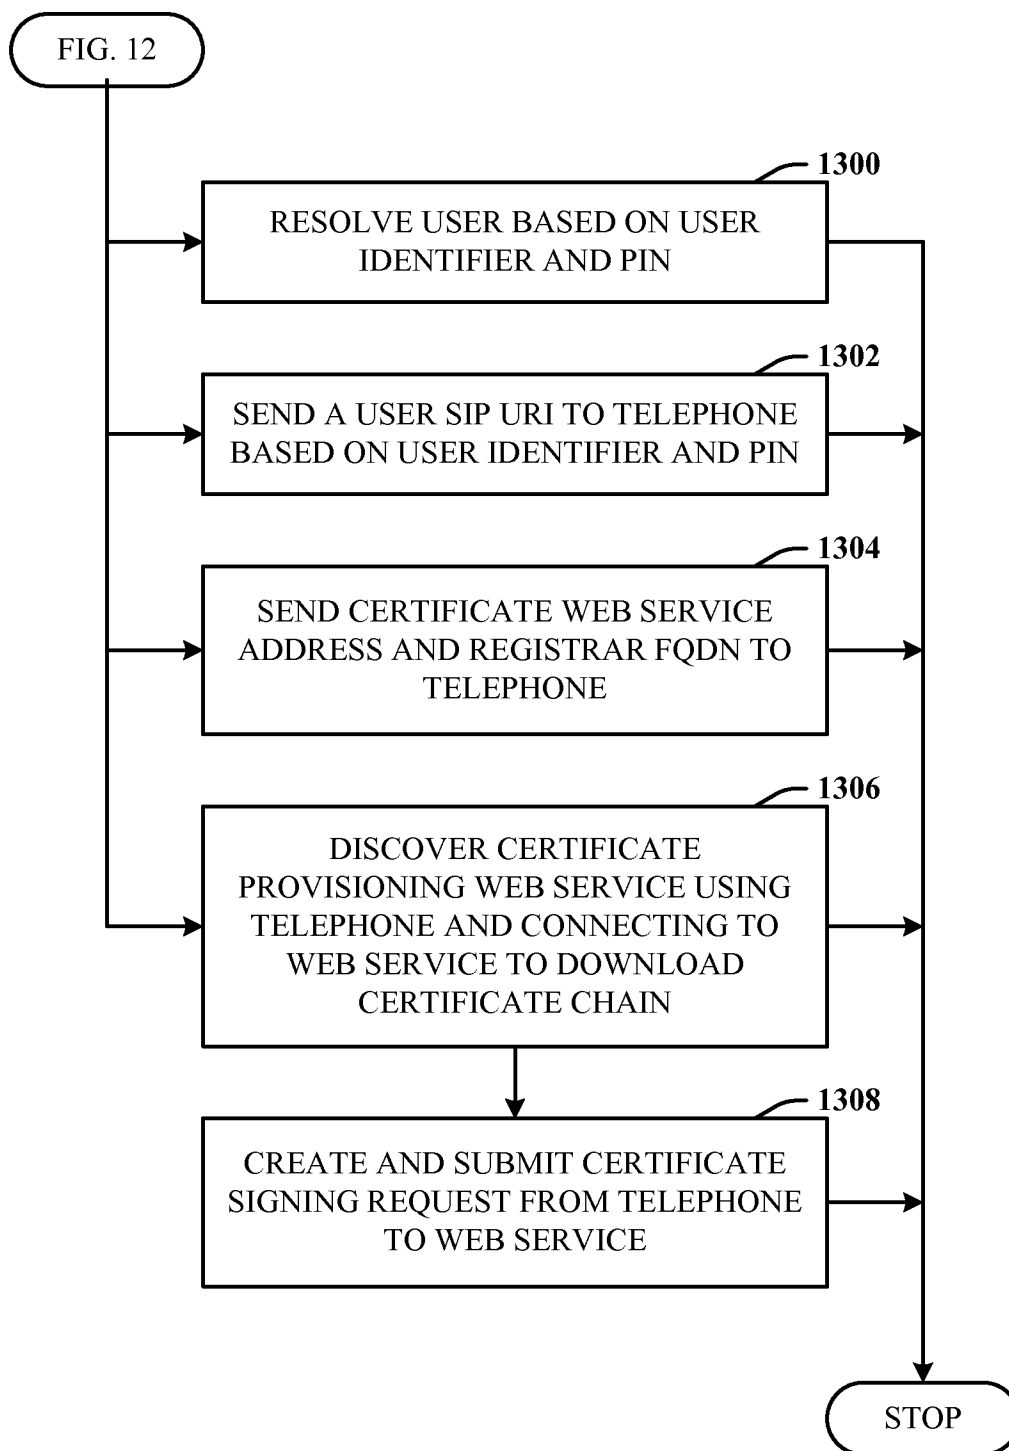 FIG. 12
1300
RESOLVE USER BASED ON USER
IDENTIFIER AND PIN
1302
SEND A USER SIP URI TO TELEPHONE
BASED ON USER IDENTIFIER AND PIN
1304
SEND CERTIFICATE WEB SERVICE
ADDRESS AND REGISTRAR FQDN TO
TELEPHONE
1306
DISCOVER CERTIFICATE
PROVISIONING WEB SERVICE USING
TELEPHONE AND CONNECTING TO
WEB SERVICE TO DOWNLOAD
CERTIFICATE CHAIN
1308
CREATE AND SUBMIT CERTIFICATE
SIGNING REQUEST FROM TELEPHONE
TO WEB SERVICE
STOP